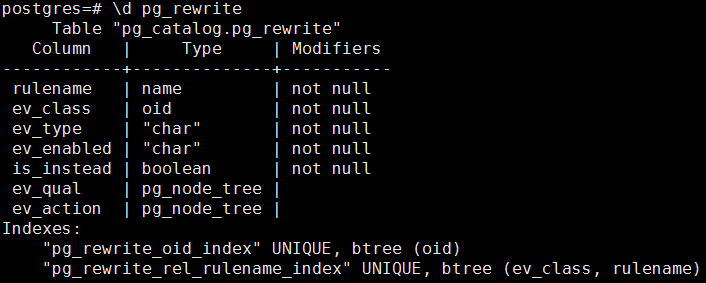 postgres=# \d pg_rewrite
     Table "pg_catalog.pg_rewrite"
   Column   |     Type     | Modifiers
------------+--------------+-----------
 rulename   | name         | not null
 ev_class   | oid          | not null
 ev_type    | "char"       | not null
 ev_enabled | "char"       | not null
 is_instead | boolean      | not null
 ev_qual    | pg_node_tree |
 ev_action  | pg_node_tree |
Indexes:
    "pg_rewrite_oid_index" UNIQUE, btree (oid)
    "pg_rewrite_rel_rulename_index" UNIQUE, btree (ev_class, rulename)